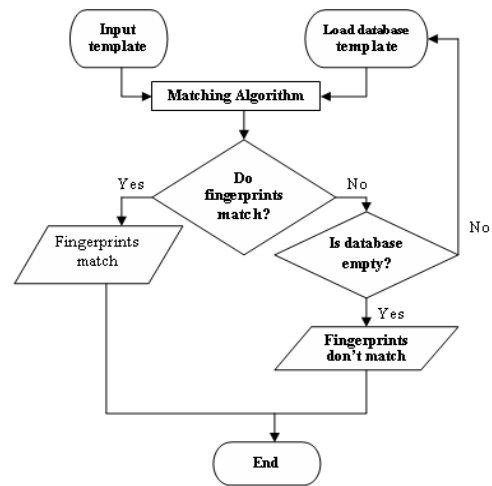 Input
template
Load database
template
Matching Algorithm
Do
fingerprints
match?
Yes
No
Fingerprints
match
Is database
empty?
No
Yes
Fingerprints
don't match
End